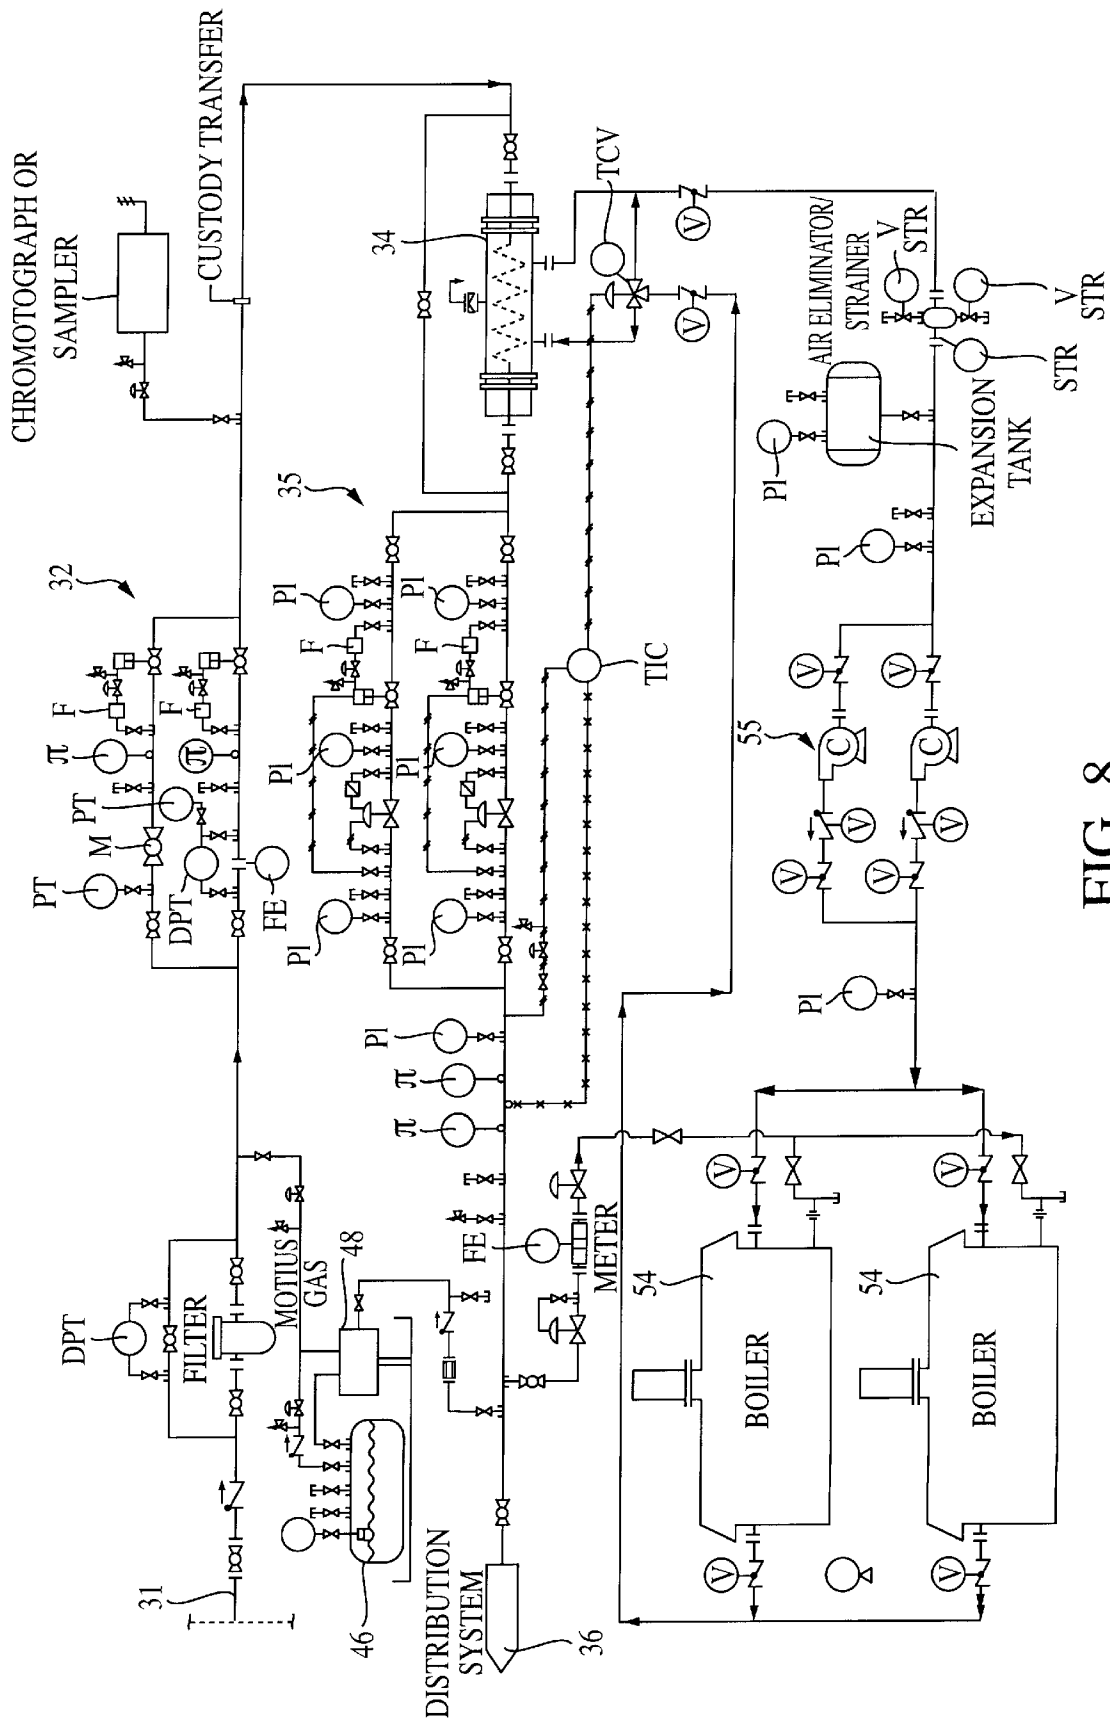 CHROMOTOGRAPH OR
SAMPLER
CUSTODY TRANSFER
32
F
F
π
π
PT
PT
M
DPT
FE
DPT
FILTER
31
MOTIUS
GAS
48
46
34
TCV
35
PI
PI
F
F
PI
PI
PI
PI
PI
π
π
TIC
FE
METER
DISTRIBUTION
SYSTEM
36
V
V
AIR ELIMINATOR/
STRAINER
V
STR
V
STR
STR
PI
EXPANSION
TANK
PI
V
V
55
C
C
V
V
V
V
PI
V
V
54
54
BOILER
BOILER
V
V
FIG. 8